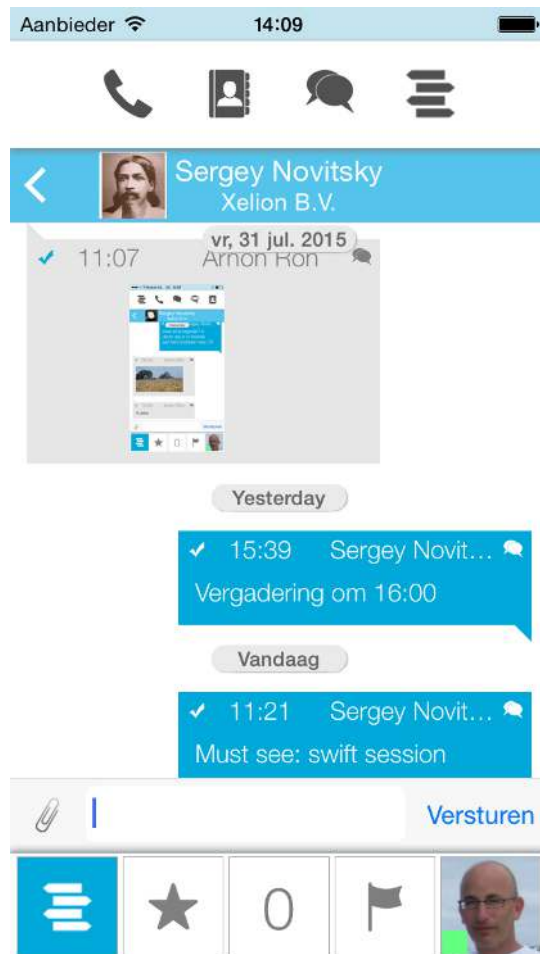 Aanbieder 14:09
Sergey Novitsky
Xelion B.V.
vr, 31 jul. 2015
11:07 Arnon Ron
Yesterday
15:39 Sergey Novit...
Vergadering om 16:00
Vandaag
11:21 Sergey Novit...
Must see: swift session
Versturen
0